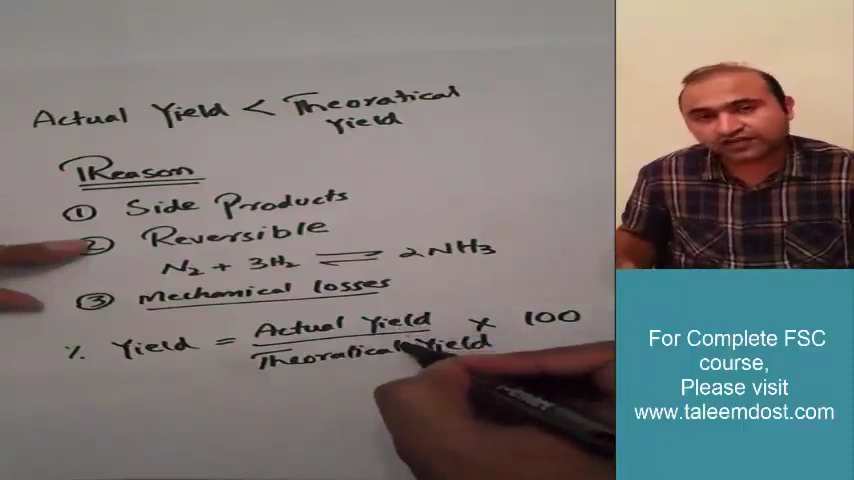 Actual Yield < Theoratical
Yield
Reason
① Side Products
② Reversible
N₂ + 3H₂ ⇌ 2NH₃
③ Mechanical losses
% Yield = Actual Yield × 100
Theoratical Yield
For Complete FSC
course,
Please visit
www.taleemdost.com